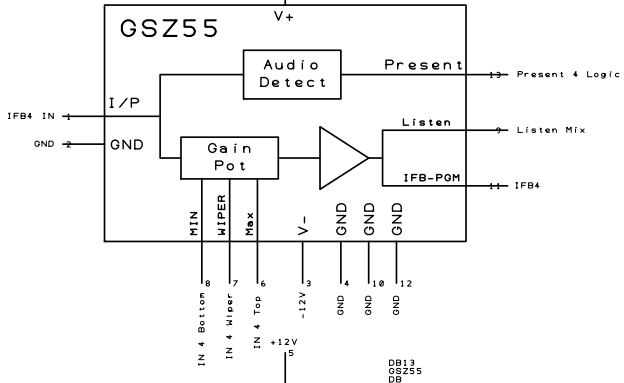 V+
GSZ55
Audio
Detect
Present
13 Present 4 Logic
I/P
IFB4 IN 1
Listen
9 Listen Mix
GND 2
GND
Gain
Pot
IFB-PGM
11 IFB4
MIN
WIPER
Max
V-
GND
GND
GND
8
7
6
3
4
10
12
IN 4 Bottom
IN 4 Wiper
IN 4 Top
-12V
GND
GND
GND
+12V
5
DB13
GSZ55
DB